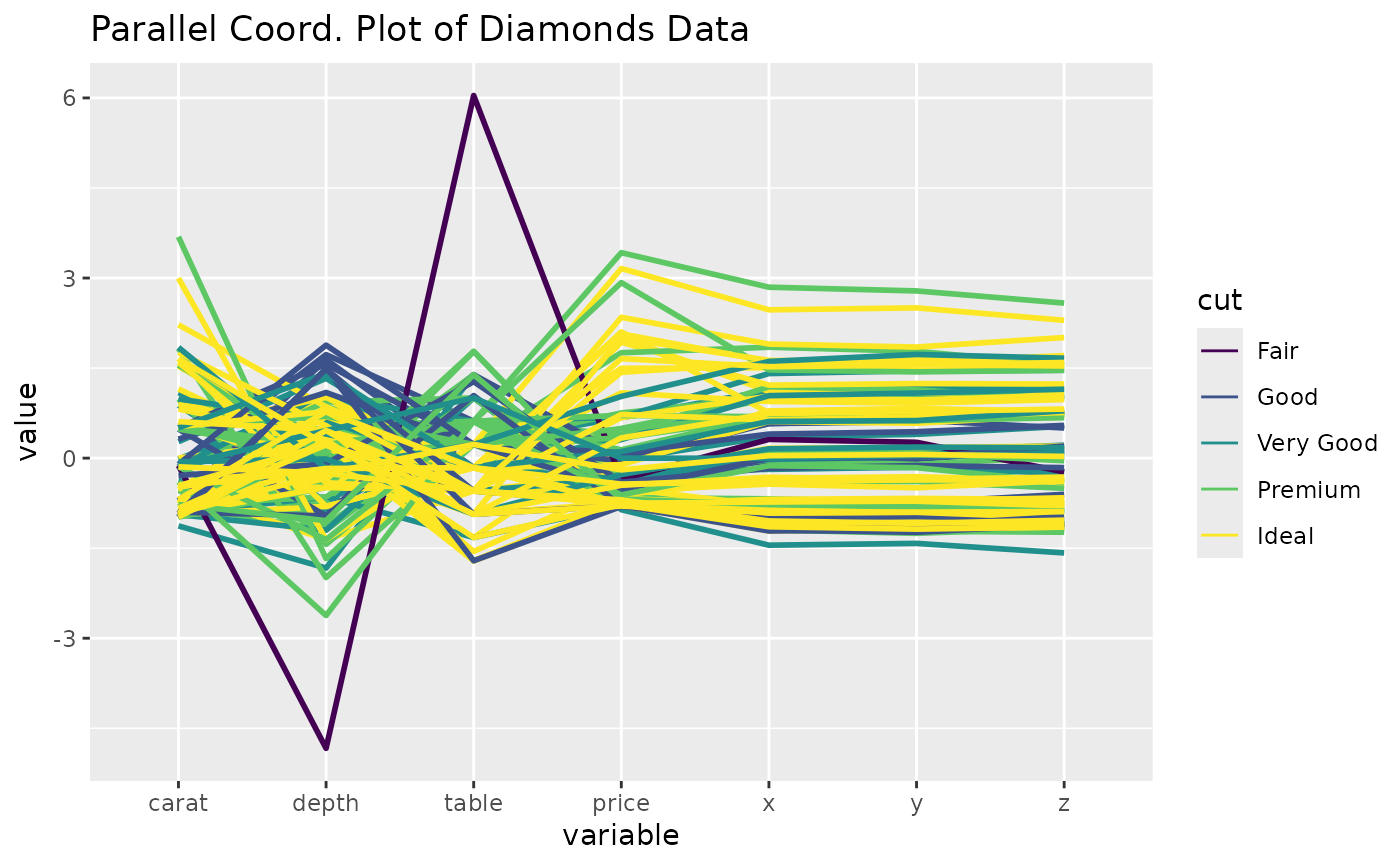 Parallel Coord. Plot of Diamonds Data
value
6
3
0
-3
carat depth table price x y z
variable
cut
Fair
Good
Very Good
Premium
Ideal